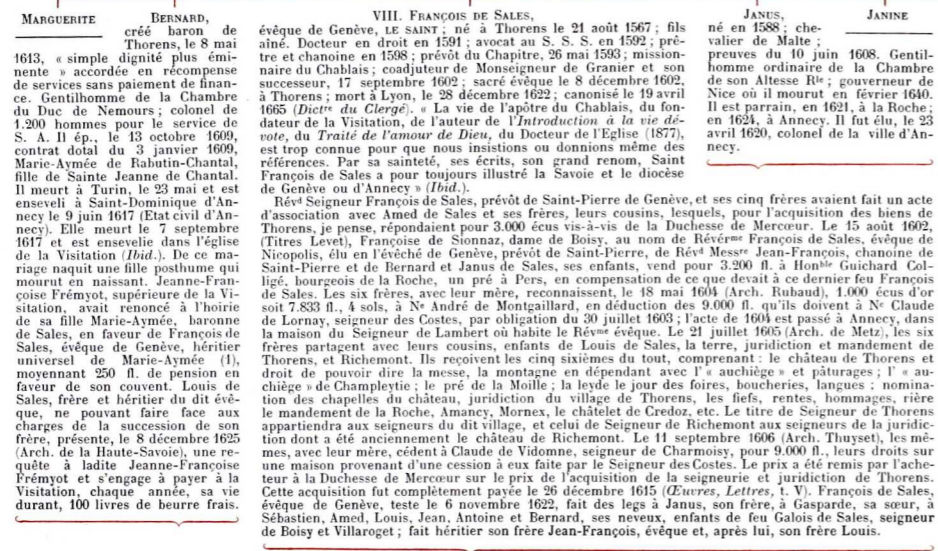 MARGUERITE
BERNARD,
créé baron de
Thorens, le 8 mai
1613, « simple dignité plus émi-
nente » accordée en récompense
de services sans paiement de finan-
ce. Gentilhomme de la Chambre
du Duc de Nemours ; colonel de
1.200 hommes pour le service de
S. A. Il ép., le 13 octobre 1609,
contrat dotal du 3 janvier 1609,
Marie-Aymée de Rabutin-Chantal,
fille de Sainte Jeanne de Chantal.
Il meurt à Turin, le 23 mai et est
enseveli à Saint-Dominique d'An-
necy le 9 juin 1617 (Etat civil d'An-
necy). Elle meurt le 7 septembre
1617 et est ensevelie dans l'église
de la Visitation (Ibid.). De ce ma-
riage naquit une fille posthume qui
mourut en naissant. Jeanne-Fran-
çoise Frémyot, supérieure de la Vi-
sitation, avait renoncé à l'hoirie
de sa fille Marie-Aymée, baronne
de Sales, en faveur de François de
Sales, évêque de Genève, héritier
universel de Marie-Aymée (1),
moyennant 250 fl. de pension en
faveur de son couvent. Louis de
Sales, frère et héritier du dit évê-
que, ne pouvant faire face aux
charges de la succession de son
frère, présente, le 8 décembre 1625
(Arch. de la Haute-Savoie), une re-
quête à ladite Jeanne-Françoise
Frémyot et s'engage à payer à la
Visitation, chaque année, sa vie
durant, 100 livres de beurre frais.
VIII. FRANÇOIS DE SALES,
évêque de Genève, LE SAINT ; né à Thorens le 21 août 1567 ; fils
aîné. Docteur en droit en 1591 ; avocat au S. S. S. en 1592 ; prê-
tre et chanoine en 1598 ; prévôt du Chapitre, 26 mai 1593 ; mission-
naire du Chablais ; coadjuteur de Monseigneur de Granier et son
successeur, 17 septembre 1602 ; sacré évêque le 8 décembre 1602,
à Thorens ; mort à Lyon, le 28 décembre 1622 ; canonisé le 19 avril
1665 (Dictre du Clergé). « La vie de l'apôtre du Chablais, du fon-
dateur de la Visitation, de l'auteur de l'Introduction à la vie dé-
vote, du Traité de l'amour de Dieu, du Docteur de l'Eglise (1877),
est trop connue pour que nous insistions ou donnions même des
références. Par sa sainteté, ses écrits, son grand renom, Saint
François de Sales a pour toujours illustré la Savoie et le diocèse
de Genève ou d'Annecy » (Ibid.).
JANUS,
né en 1588 ; che-
valier de Malte ;
preuves du 10 juin 1608. Gentil-
homme ordinaire de la Chambre
de son Altesse Rle ; gouverneur de
Nice où il mourut en février 1640.
Il est parrain, en 1621, à la Roche ;
en 1624, à Annecy. Il fut élu, le 23
avril 1620, colonel de la ville d'An-
necy.
JANINE
Révd Seigneur François de Sales, prévôt de Saint-Pierre de Genève, et ses cinq frères avaient fait un acte
d'association avec Amed de Sales et ses frères, leurs cousins, lesquels, pour l'acquisition des biens de
Thorens, je pense, répondaient pour 3.000 écus vis-à-vis de la Duchesse de Mercœur. Le 15 août 1602,
(Titres Levet), Françoise de Sionnaz, dame de Boisy, au nom de Révérme François de Sales, évêque de
Nicopolis, élu en l'évêché de Genève, prévôt de Saint-Pierre, de Révd Messre Jean-François, chanoine de
Saint-Pierre et de Bernard et Janus de Sales, ses enfants, vend pour 3.200 fl. à Honble Guichard Col-
ligé, bourgeois de la Roche, un pré à Pers, en compensation de ce que devait à ce dernier feu François
de Sales. Les six frères, avec leur mère, reconnaissent, le 18 mai 1604 (Arch. Rubaud), 1.000 écus d'or
soit 7.833 fl., 4 sols, à Ne André de Montgaillard, en déduction des 9.000 fl. qu'ils doivent à Ne Claude
de Lornay, seigneur des Costes, par obligation du 30 juillet 1603 ; l'acte de 1604 est passé à Annecy, dans
la maison du Seigneur de Lambert où habite le Révme évêque. Le 21 juillet 1605 (Arch. de Metz), les six
frères partagent avec leurs cousins, enfants de Louis de Sales, la terre, juridiction et mandement de
Thorens, et Richemont. Ils reçoivent les cinq sixièmes du tout, comprenant : le château de Thorens et
droit de pouvoir dire la messe, la montagne en dépendant avec l'« auchiège » et pâturages ; l'« au-
chiège » de Champleytie ; le pré de la Moille ; la leyde le jour des foires, boucheries, langues ; nomina-
tion des chapelles du château, juridiction du village de Thorens, les fiefs, rentes, hommages, rière
le mandement de la Roche, Amancy, Mornex, le châtelet de Credoz, etc. Le titre de Seigneur de Thorens
appartiendra aux seigneurs du dit village, et celui de Seigneur de Richemont aux seigneurs de la juridic-
tion dont a été anciennement le château de Richemont. Le 11 septembre 1606 (Arch. Thuyset), les mê-
mes, avec leur mère, cèdent à Claude de Vidomne, seigneur de Charmoisy, pour 9.000 fl., leurs droits sur
une maison provenant d'une cession à eux faite par le Seigneur des Costes. Le prix a été remis par l'ache-
teur à la Duchesse de Mercœur sur le prix de l'acquisition de la seigneurie et juridiction de Thorens.
Cette acquisition fut complètement payée le 26 décembre 1615 (Œuvres, Lettres, t. V). François de Sales,
évêque de Genève, teste le 6 novembre 1622, fait des legs à Janus, son frère, à Gasparde, sa sœur, à
Sébastien, Amed, Louis, Jean, Antoine et Bernard, ses neveux, enfants de feu Galois de Sales, seigneur
de Boisy et Villaroget ; fait héritier son frère Jean-François, évêque et, après lui, son frère Louis.